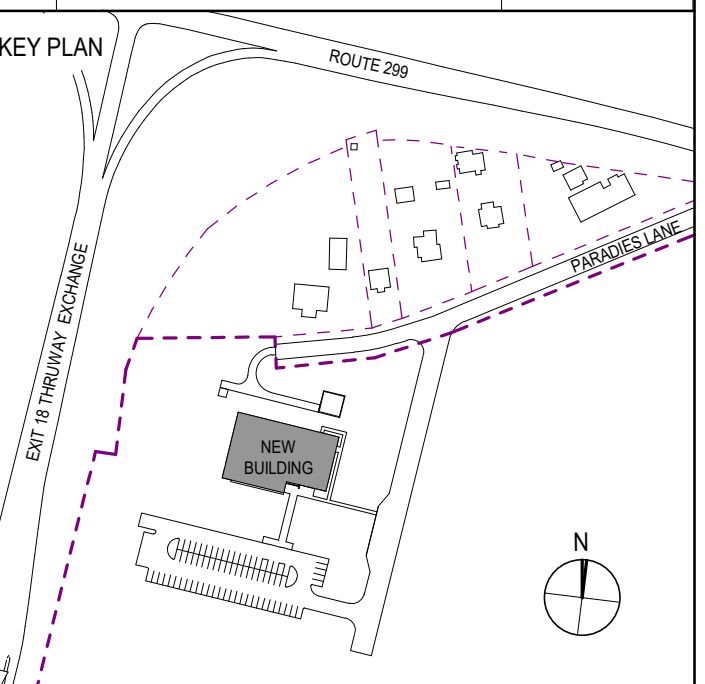 KEY PLAN
ROUTE 299
PARADIES LANE
EXIT 18 THRUWAY EXCHANGE
NEW
BUILDING
N